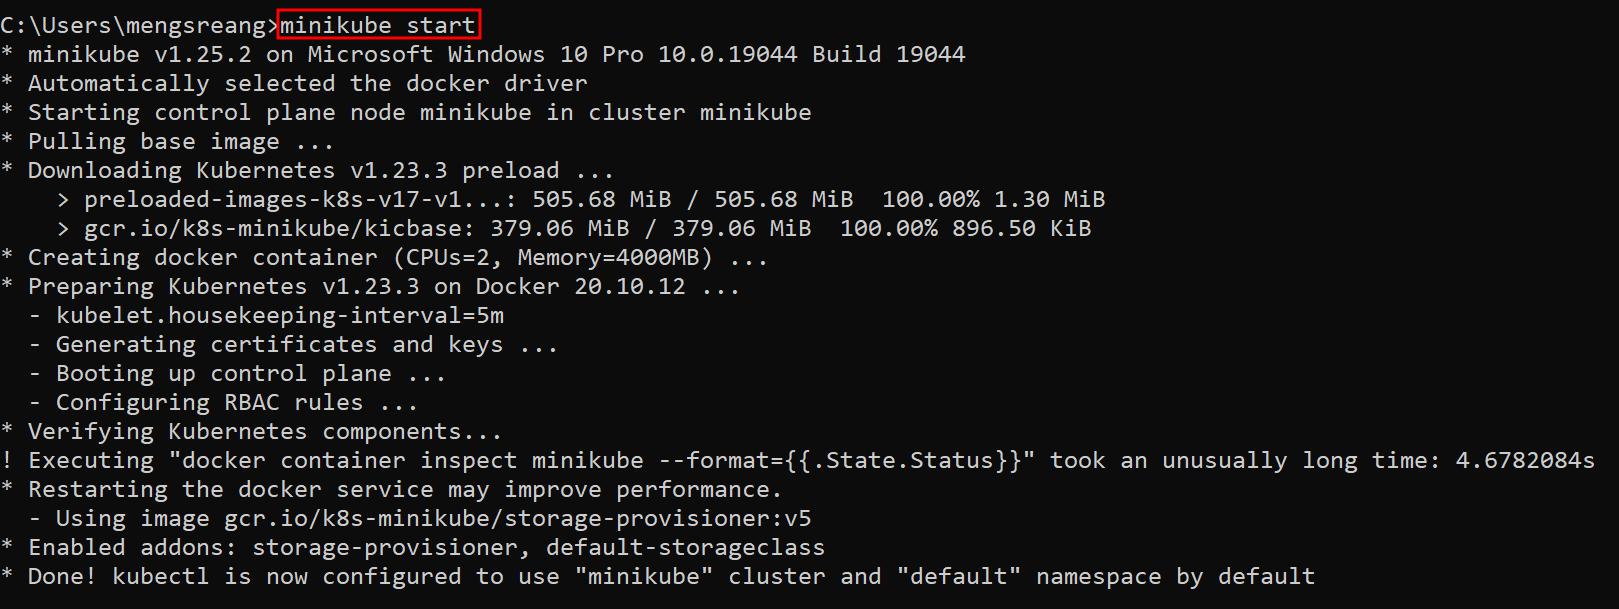 C:\Users\mengsreang>minikube start
* minikube v1.25.2 on Microsoft Windows 10 Pro 10.0.19044 Build 19044
* Automatically selected the docker driver
* Starting control plane node minikube in cluster minikube
* Pulling base image ...
* Downloading Kubernetes v1.23.3 preload ...
    > preloaded-images-k8s-v17-v1...: 505.68 MiB / 505.68 MiB  100.00% 1.30 MiB
    > gcr.io/k8s-minikube/kicbase: 379.06 MiB / 379.06 MiB  100.00% 896.50 KiB
* Creating docker container (CPUs=2, Memory=4000MB) ...
* Preparing Kubernetes v1.23.3 on Docker 20.10.12 ...
  - kubelet.housekeeping-interval=5m
  - Generating certificates and keys ...
  - Booting up control plane ...
  - Configuring RBAC rules ...
* Verifying Kubernetes components...
! Executing "docker container inspect minikube --format={{.State.Status}}" took an unusually long time: 4.6782084s
* Restarting the docker service may improve performance.
  - Using image gcr.io/k8s-minikube/storage-provisioner:v5
* Enabled addons: storage-provisioner, default-storageclass
* Done! kubectl is now configured to use "minikube" cluster and "default" namespace by default